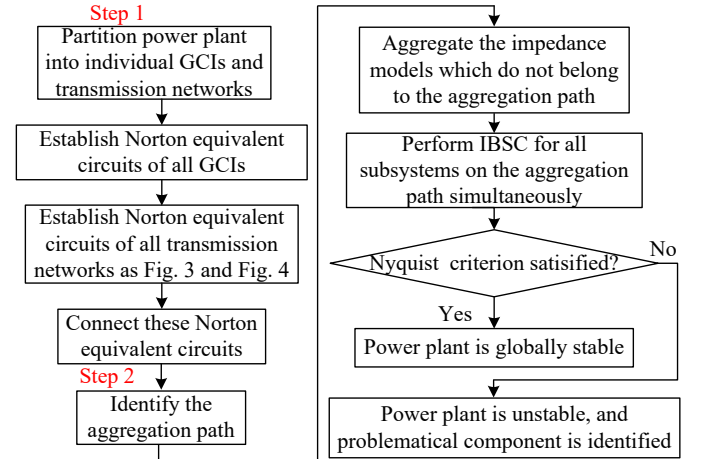 Step 1
Partition power plant
into individual GCIs and
transmission networks
Establish Norton equivalent
circuits of all GCIs
Establish Norton equivalent
circuits of all transmission
networks as Fig. 3 and Fig. 4
Connect these Norton
equivalent circuits
Step 2
Identify the
aggregation path
Aggregate the impedance
models which do not belong
to the aggregation path
Perform IBSC for all
subsystems on the aggregation
path simultaneously
Nyquist criterion satisified?
No
Yes
Power plant is globally stable
Power plant is unstable, and
problematical component is identified